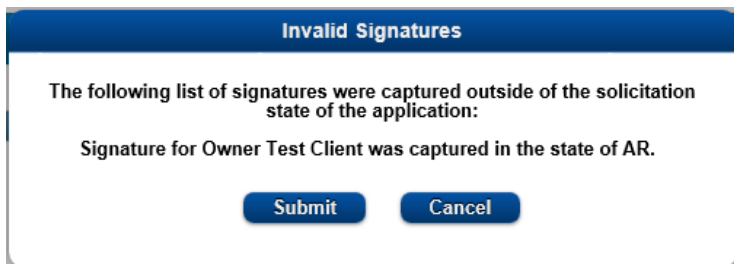 Invalid Signatures
The following list of signatures were captured outside of the solicitation
state of the application:
Signature for Owner Test Client was captured in the state of AR.
Submit Cancel